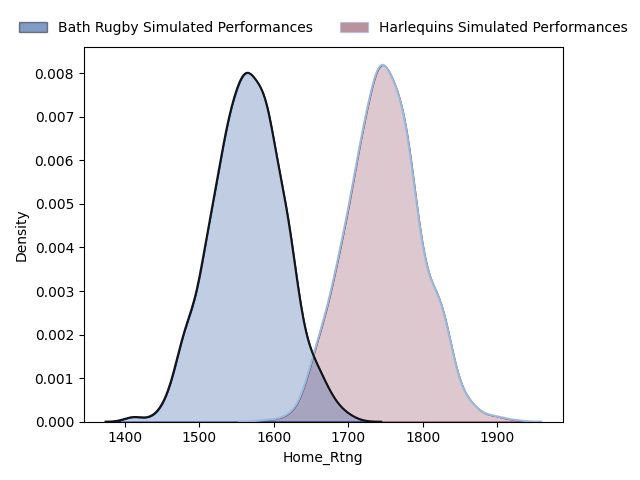 Bath Rugby Simulated Performances
Harlequins Simulated Performances
0.008
0.007
0.006
0.005
0.004
0.003
0.002
0.001
0.000
Density
1400 1500 1600 1700 1800 1900
Home_Rtng